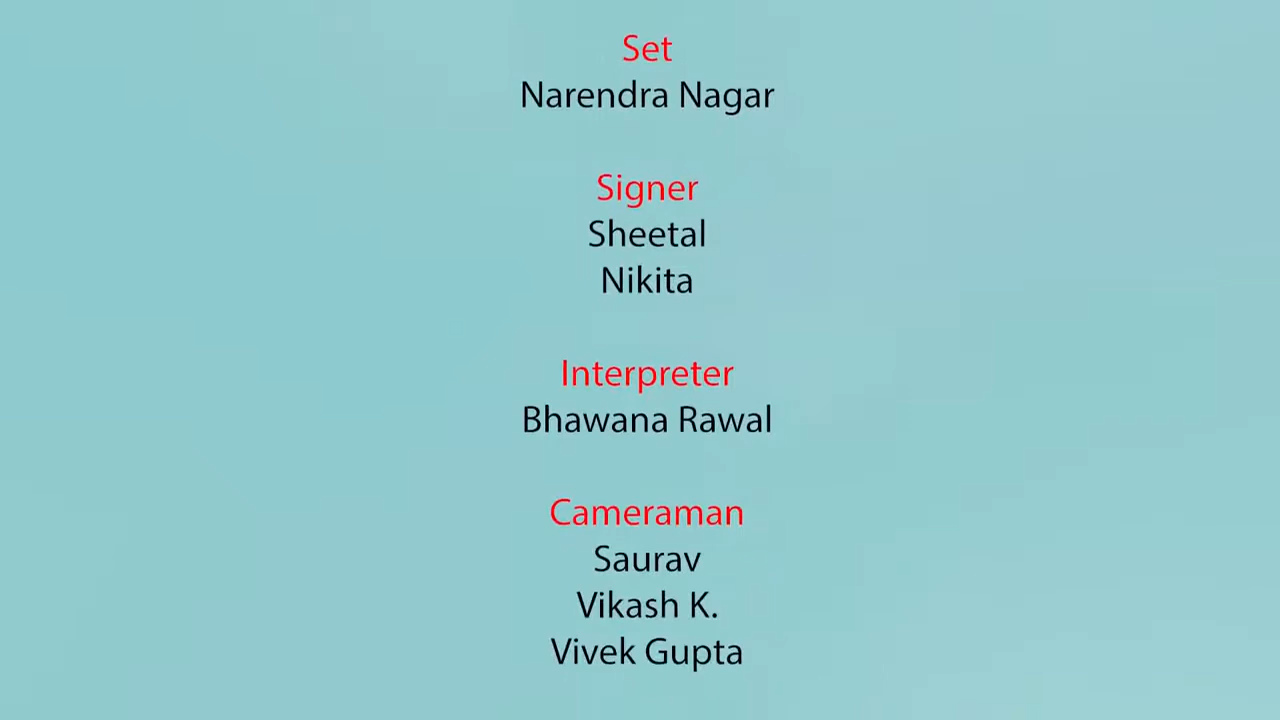 Set
Narendra Nagar
Signer
Sheetal
Nikita
Interpreter
Bhawana Rawal
Cameraman
Saurav
Vikash K.
Vivek Gupta